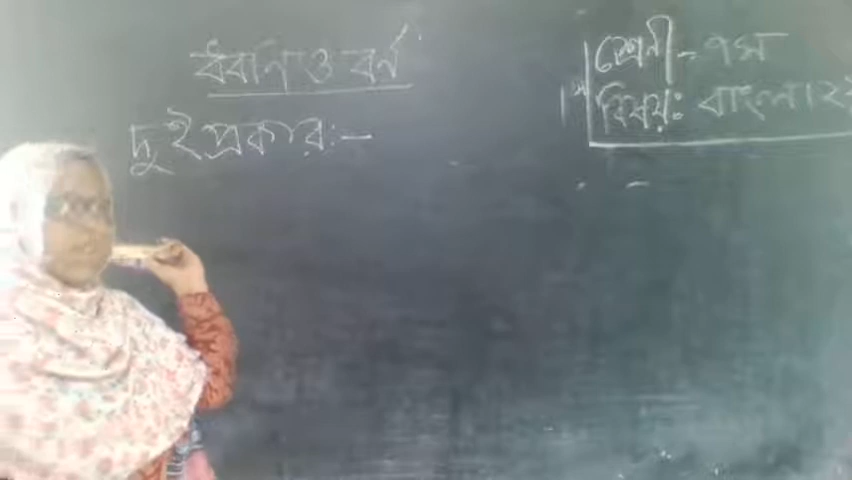 ধ্বনি ও বর্ন
দুই প্রকার:-
শ্রেনী - ৭ম
বিষয়: বাংলা ২য়